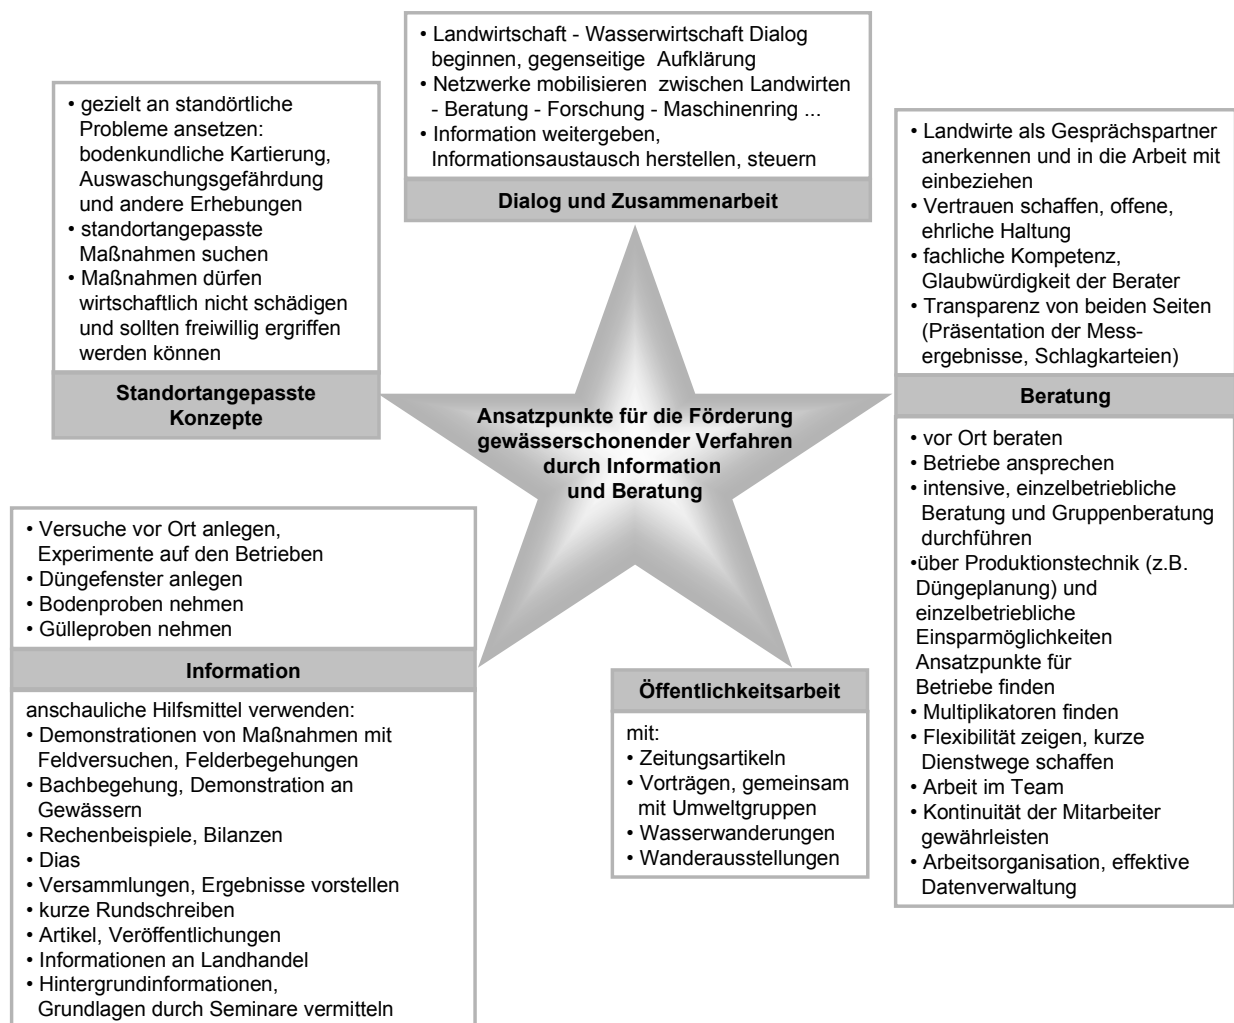 • Landwirtschaft - Wasserwirtschaft Dialog
beginnen, gegenseitige Aufklärung
• Netzwerke mobilisieren zwischen Landwirten
- Beratung - Forschung - Maschinenring ...
• Information weitergeben,
Informationsaustausch herstellen, steuern
Dialog und Zusammenarbeit
• gezielt an standörtliche
Probleme ansetzen:
bodenkundliche Kartierung,
Auswaschungsgefährdung
und andere Erhebungen
• standortangepasste
Maßnahmen suchen
• Maßnahmen dürfen
wirtschaftlich nicht schädigen
und sollten freiwillig ergriffen
werden können
Standortangepasste
Konzepte
• Landwirte als Gesprächspartner
anerkennen und in die Arbeit mit
einbeziehen
• Vertrauen schaffen, offene,
ehrliche Haltung
• fachliche Kompetenz,
Glaubwürdigkeit der Berater
• Transparenz von beiden Seiten
(Präsentation der Mess-
ergebnisse, Schlagkarteien)
Beratung
• vor Ort beraten
• Betriebe ansprechen
• intensive, einzelbetriebliche
Beratung und Gruppenberatung
durchführen
•über Produktionstechnik (z.B.
Düngeplanung) und
einzelbetriebliche
Einsparmöglichkeiten
Ansatzpunkte für
Betriebe finden
• Multiplikatoren finden
• Flexibilität zeigen, kurze
Dienstwege schaffen
• Arbeit im Team
• Kontinuität der Mitarbeiter
gewährleisten
• Arbeitsorganisation, effektive
Datenverwaltung
Ansatzpunkte für die Förderung
gewässerschonender Verfahren
durch Information
und Beratung
• Versuche vor Ort anlegen,
Experimente auf den Betrieben
• Düngefenster anlegen
• Bodenproben nehmen
• Gülleproben nehmen
Information
anschauliche Hilfsmittel verwenden:
• Demonstrationen von Maßnahmen mit
Feldversuchen, Felderbegehungen
• Bachbegehung, Demonstration an
Gewässern
• Rechenbeispiele, Bilanzen
• Dias
• Versammlungen, Ergebnisse vorstellen
• kurze Rundschreiben
• Artikel, Veröffentlichungen
• Informationen an Landhandel
• Hintergrundinformationen,
Grundlagen durch Seminare vermitteln
Öffentlichkeitsarbeit
mit:
• Zeitungsartikeln
• Vorträgen, gemeinsam
mit Umweltgruppen
• Wasserwanderungen
• Wanderausstellungen